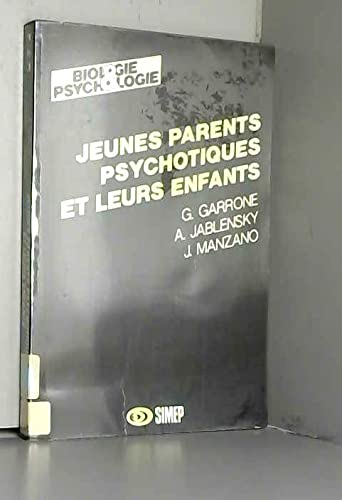 BIOLOGIE
PSYCHOLOGIE
JEUNES PARENTS
PSYCHOTIQUES
ET LEURS ENFANTS
G. GARRONE
A. JABLENSKY
J. MANZANO
SIMEP